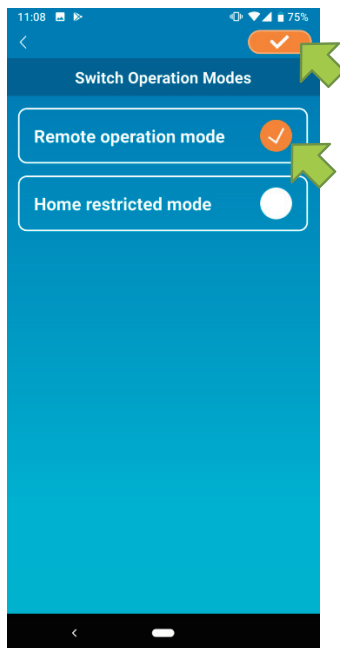 11:08 75%
Switch Operation Modes
Remote operation mode
Home restricted mode